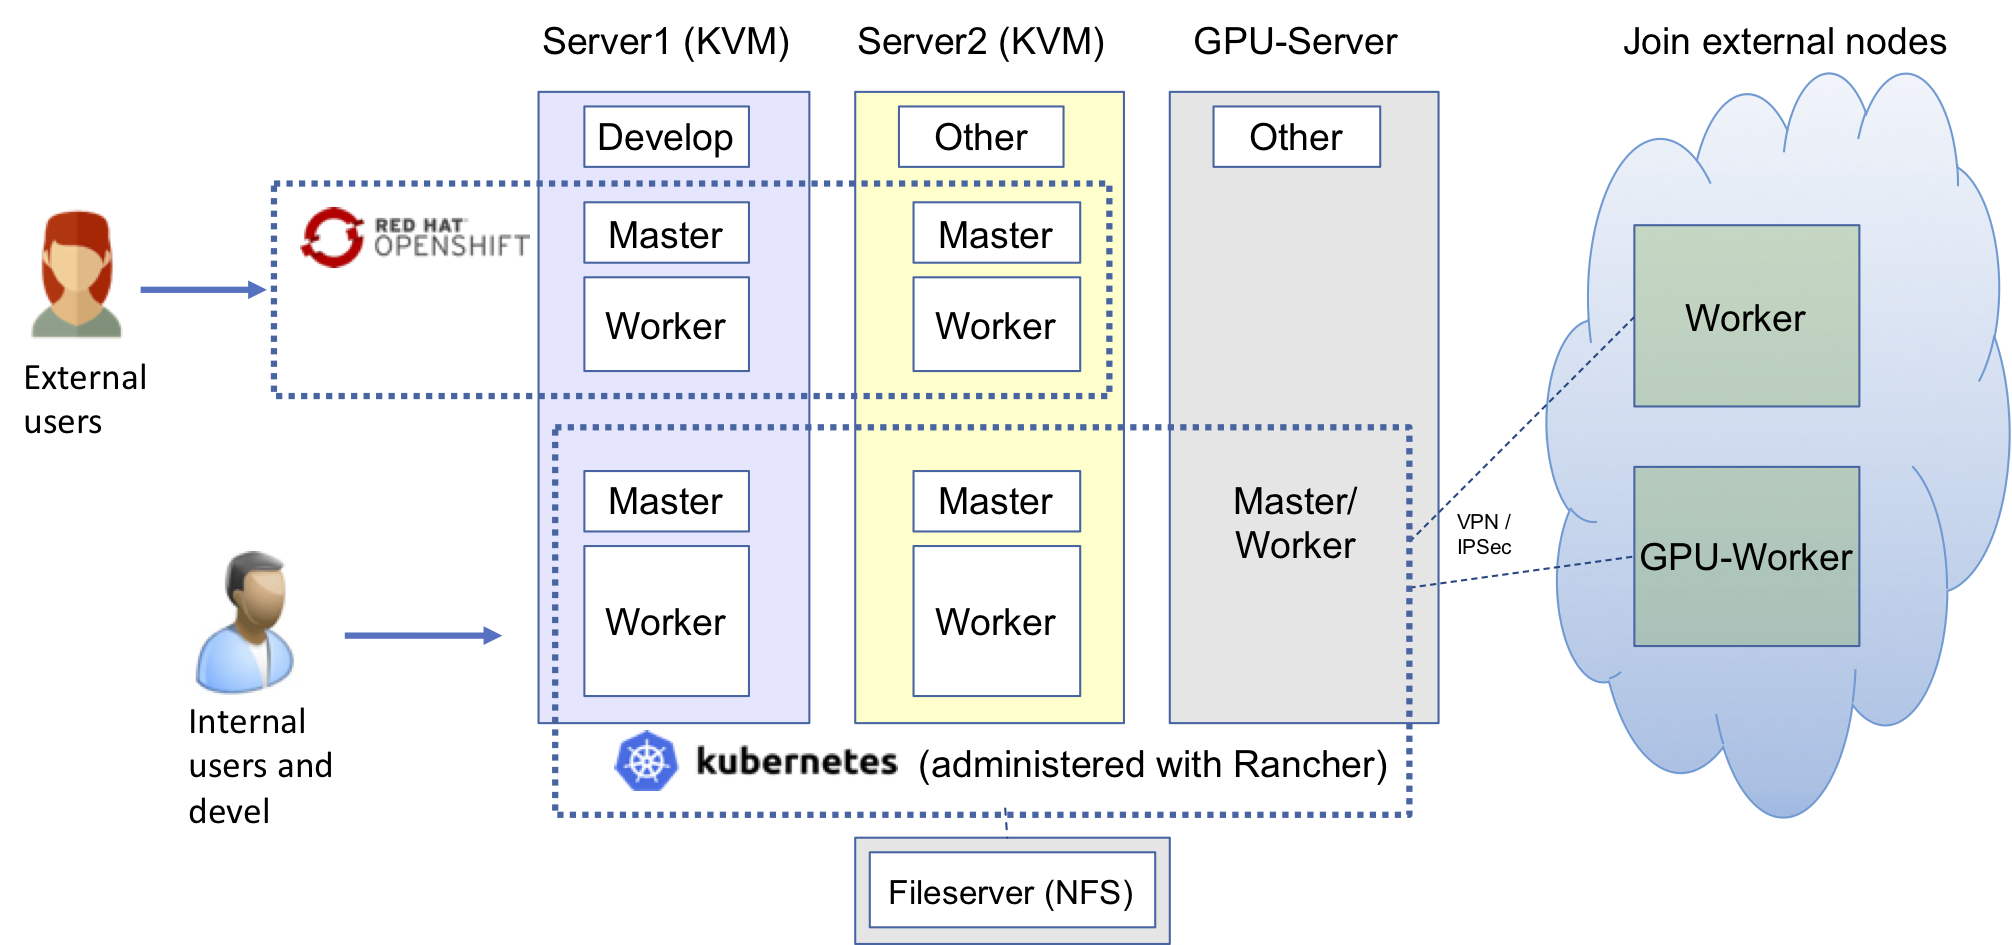 Server1 (KVM)
Server2 (KVM)
GPU-Server
Join external nodes
Develop
Other
Other
RED HAT
OPENSHIFT
Master
Master
Worker
Worker
Worker
External
users
Master
Master
Master/
Worker
VPN /
IPSec
GPU-Worker
Worker
Worker
Internal
users and
devel
kubernetes (administered with Rancher)
Fileserver (NFS)